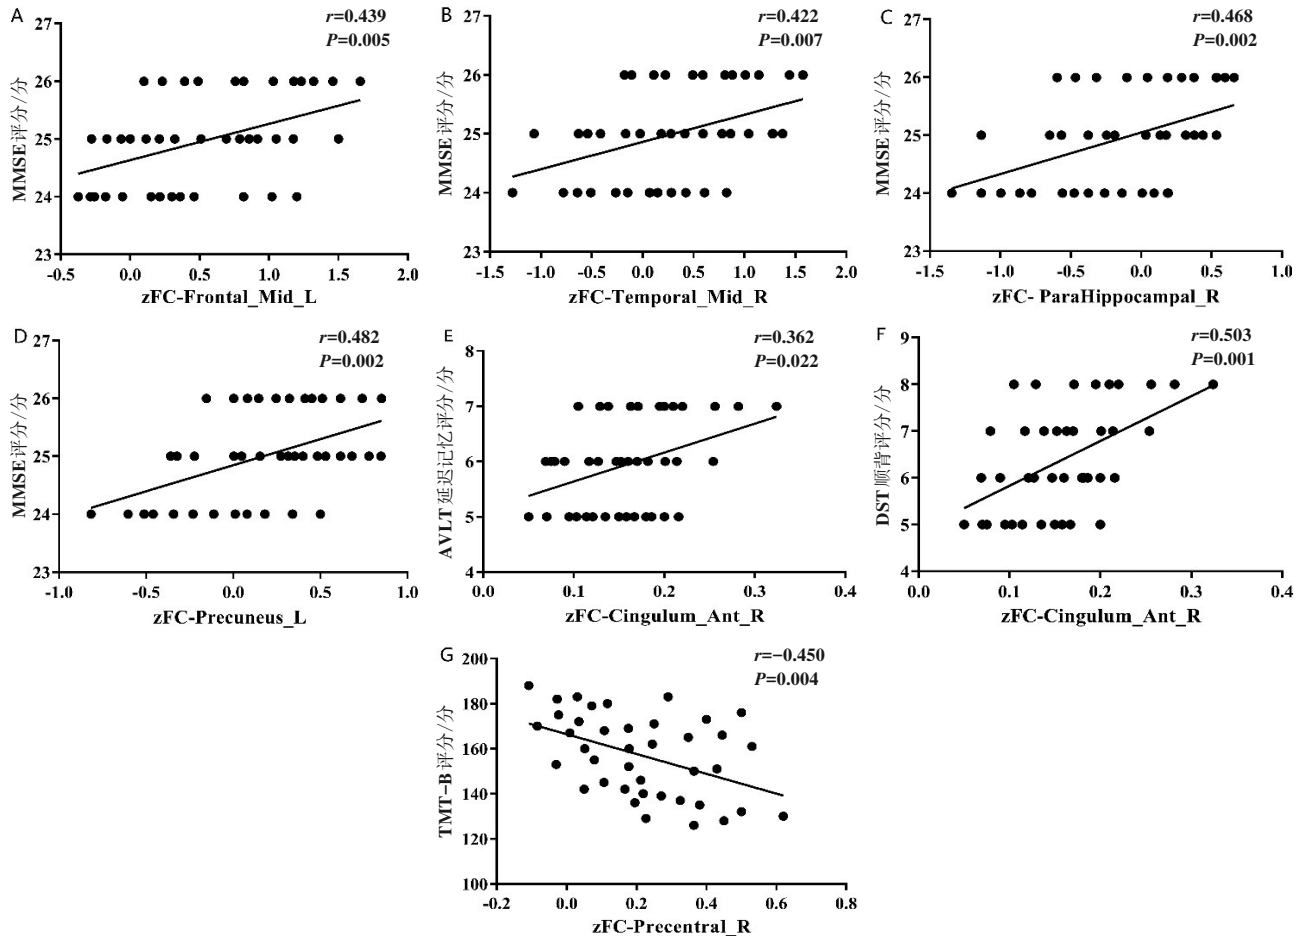 A
r=0.439
P=0.005
MMSE评分/分
27
26
25
24
23
-0.5 0.0 0.5 1.0 1.5 2.0
zFC-Frontal_Mid_L
B
r=0.422
P=0.007
MMSE评分/分
27
26
25
24
23
-1.5 -1.0 -0.5 0.0 0.5 1.0 1.5 2.0
zFC-Temporal_Mid_R
C
r=0.468
P=0.002
MMSE评分/分
27
26
25
24
23
-1.5 -1.0 -0.5 0.0 0.5 1.0
zFC- ParaHippocampal_R
D
r=0.482
P=0.002
MMSE评分/分
27
26
25
24
23
-1.0 -0.5 0.0 0.5 1.0
zFC-Precuneus_L
E
r=0.362
P=0.022
AVLT延迟记忆评分/分
8
7
6
5
4
0.0 0.1 0.2 0.3 0.4
zFC-Cingulum_Ant_R
F
r=0.503
P=0.001
DST顺背评分/分
9
8
7
6
5
4
0.0 0.1 0.2 0.3 0.4
zFC-Cingulum_Ant_R
G
r=−0.450
P=0.004
TMT−B评分/分
200
180
160
140
120
100
-0.2 0.0 0.2 0.4 0.6 0.8
zFC-Precentral_R